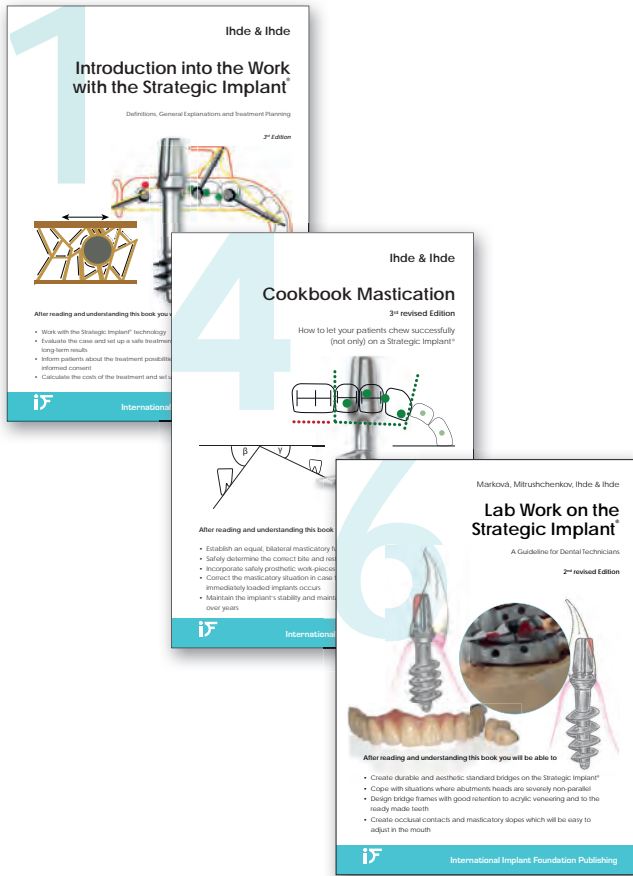 1
Ihde & Ihde
Introduction into the Work
with the Strategic Implant®
Definitions, General Explanations and Treatment Planning
3rd Edition
After reading and understanding this book you
• Work with the Strategic Implant® technology
• Evaluate the case and set up a safe treatment
long-term results
• Inform patients about the treatment
informed consent
• Calculate the costs of the treatment and set
iF
International
4
Ihde & Ihde
Cookbook Mastication
3rd revised Edition
How to let your patients chew successfully
(not only) on a Strategic Implant®
β γ
After reading and understanding this book
• Establish an equal, bilateral masticatory
• Safely determine the correct bite and
• Incorporate safely prosthetic work-pieces
• Correct the masticatory situation in case
immediately loaded implants occurs
• Maintain the implant's stability and
over years
iF
International
6
Marková, Mitrushchenkov, Ihde & Ihde
Lab Work on the
Strategic Implant®
A Guideline for Dental Technicians
2nd revised Edition
After reading and understanding this book you will be able to
• Create durable and aesthetic standard bridges on the Strategic Implant®
• Cope with situations where abutments heads are severely non-parallel
• Design bridge frames with good retention to acrylic veneering and to the
ready made teeth
• Create occlusal contacts and masticatory slopes which will be easy to
adjust in the mouth
iF
International Implant Foundation Publishing